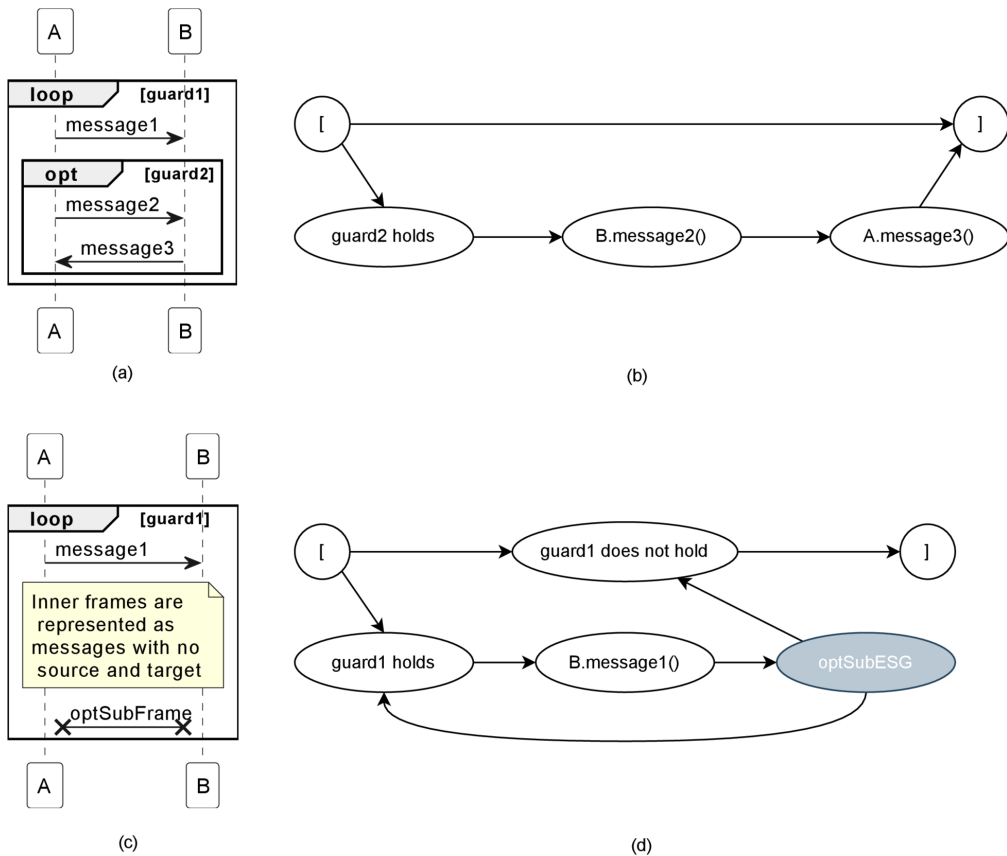 A
B
loop
[guard1]
message1
opt
[guard2]
message2
message3
A
B
(a)
[
]
guard2 holds
B.message2()
A.message3()
(b)
A
B
loop
[guard1]
message1
Inner frames are
represented as
messages with no
source and target
optSubFrame
A
B
(c)
[
guard1 does not hold
]
guard1 holds
B.message1()
optSubESG
(d)